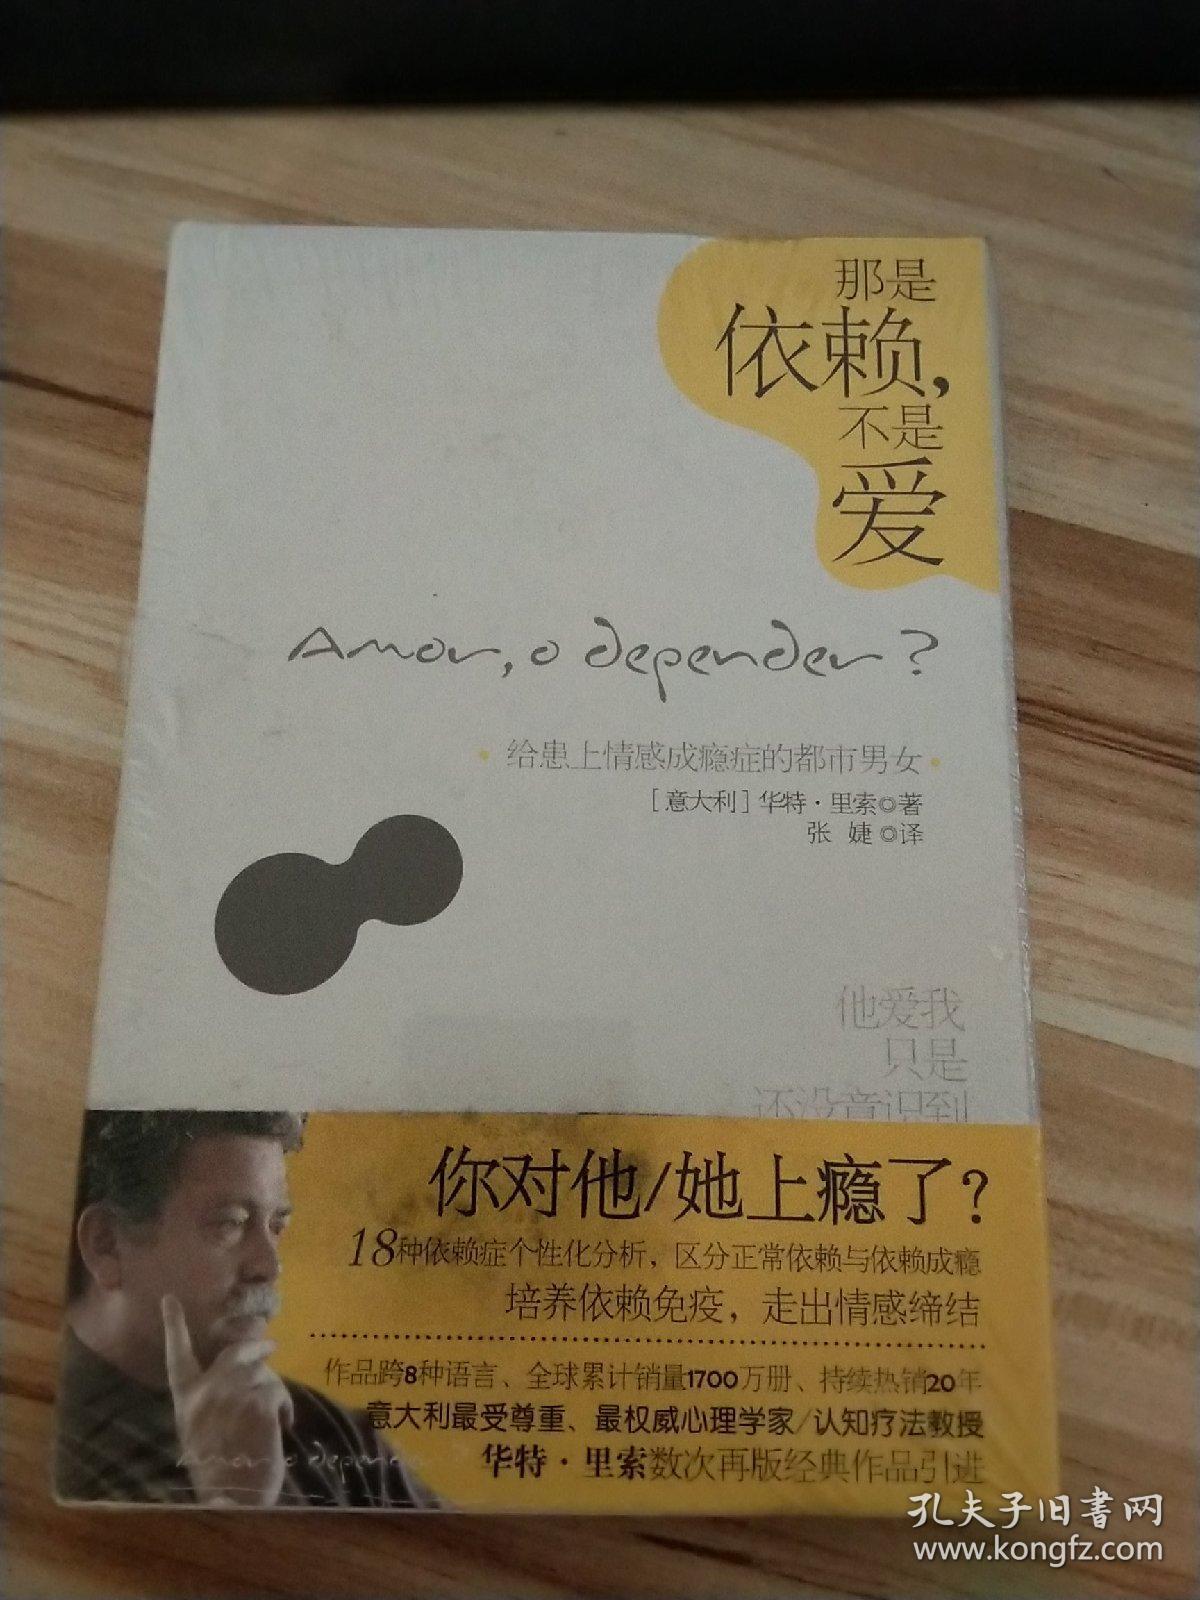 那是
依赖,
不是
爱
Amor, o depender?
给患上情感成瘾症的都市男女
[意大利]华特·里索◎著
张 婕◎译
他爱我
只是
还没意识到
你对他/她上瘾了?
18种依赖症个性化分析，区分正常依赖与依赖成瘾
培养依赖免疫，走出情感缔结
作品跨8种语言、全球累计销量1700万册、持续热销20年
意大利最受尊重、最权威心理学家/认知疗法教授
华特·里索数次再版经典作品引进
Amor, o depender
孔夫子旧书网
www.kongfz.com